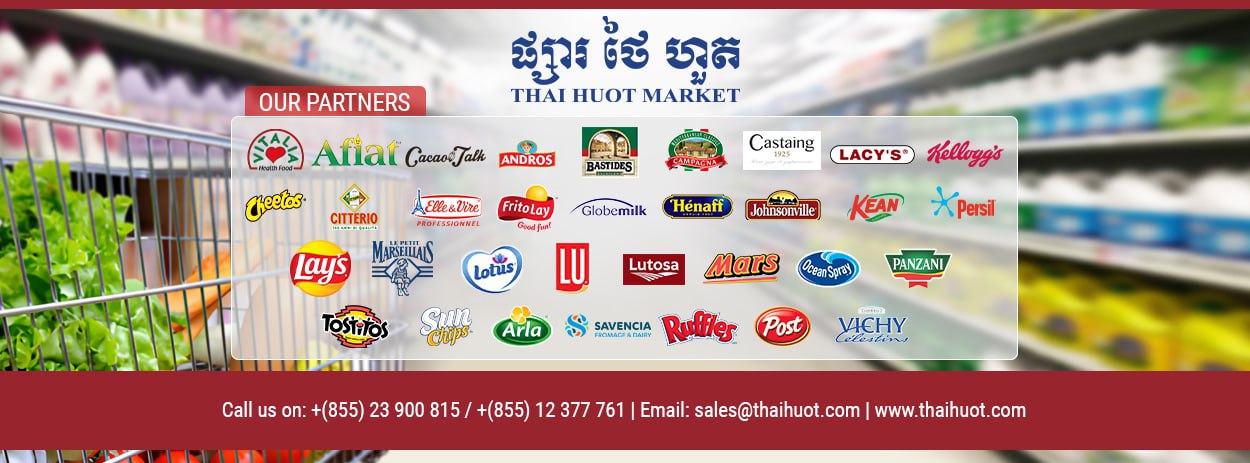 ផ្សារ ថៃ ហួត
THAI HUOT MARKET
OUR PARTNERS
VITALIA Health Food
Aflat
Cacao Talk
ANDROS
BASTIDES
CAMPAGNA
Castaing
1925
LACY'S®
Kellogg's
Cheetos
CITTERIO
Elle & Vire
PROFESSIONNEL
FritoLay
Good fun!
Globemilk
Hénaff
DEPUIS 1907
Johnsonville
KEAN
Persil
Lay's
LE PETIT
MARSEILLAIS
Lotus
LU
Lutosa
Mars
Ocean Spray
PANZANI
TOSTITOS
Sun Chips
Arla
SAVENCIA
FROMAGE & DAIRY
Ruffles
Post
VICHY
Célestins
Call us on: +(855) 23 900 815 / +(855) 12 377 761 | Email: sales@thaihuot.com | www.thaihuot.com